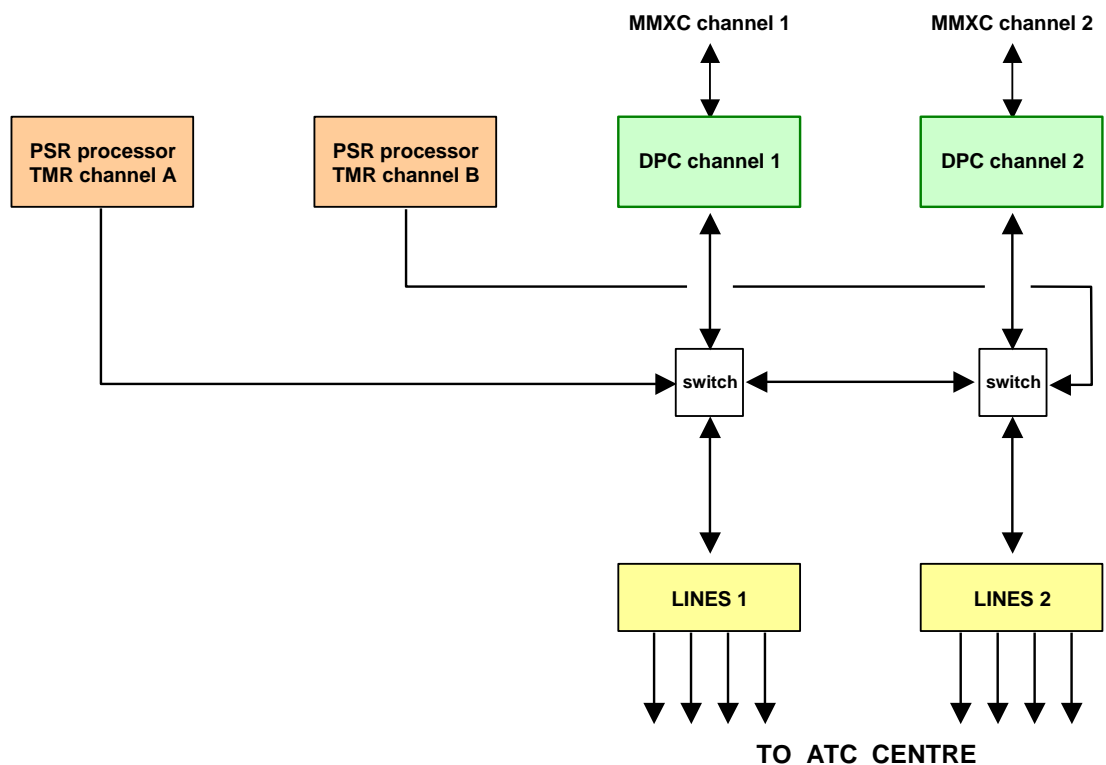 MMXC channel 1
MMXC channel 2
PSR processor
TMR channel A
PSR processor
TMR channel B
DPC channel 1
DPC channel 2
switch
switch
LINES 1
LINES 2
TO ATC CENTRE